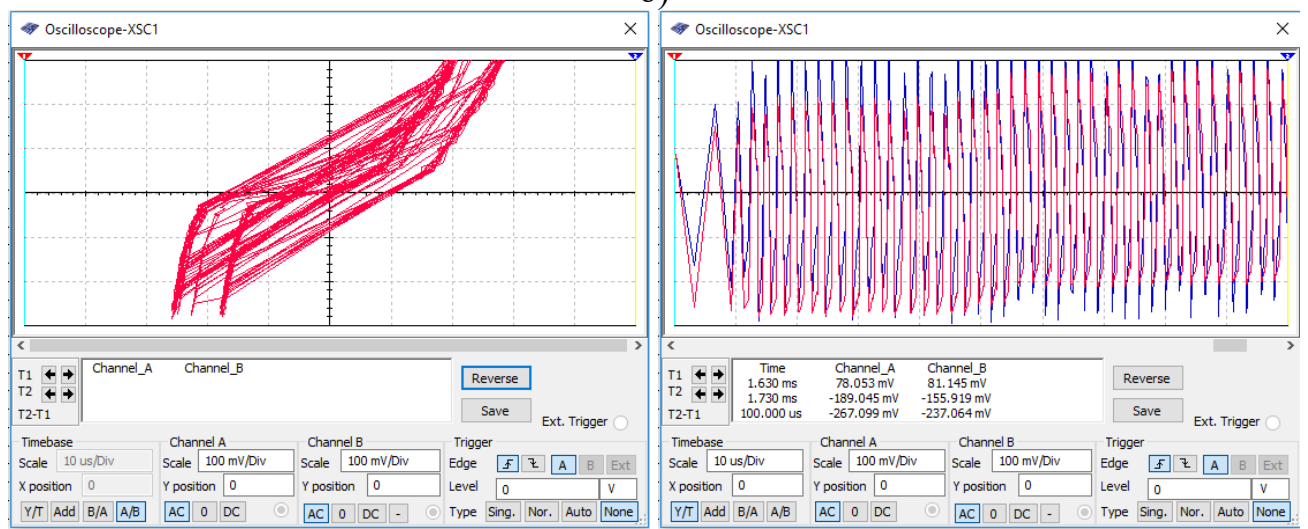 Oscilloscope-XSC1
Channel_A Channel_B
T1
T2
T2-T1
Reverse
Save
Ext. Trigger
Timebase
Scale 10 us/Div
X position 0
Y/T Add B/A A/B
Channel A
Scale 100 mV/Div
Y position 0
AC 0 DC
Channel B
Scale 100 mV/Div
Y position 0
AC 0 DC -
Trigger
Edge A B Ext
Level 0 V
Type Sing. Nor. Auto None
Oscilloscope-XSC1
Time Channel_A Channel_B
T1 1.630 ms 78.053 mV 81.145 mV
T2 1.730 ms -189.045 mV -155.919 mV
T2-T1 100.000 us -267.099 mV -237.064 mV
Reverse
Save
Ext. Trigger
Timebase
Scale 10 us/Div
X position 0
Y/T Add B/A A/B
Channel A
Scale 100 mV/Div
Y position 0
AC 0 DC
Channel B
Scale 100 mV/Div
Y position 0
AC 0 DC -
Trigger
Edge A B Ext
Level 0 V
Type Sing. Nor. Auto None